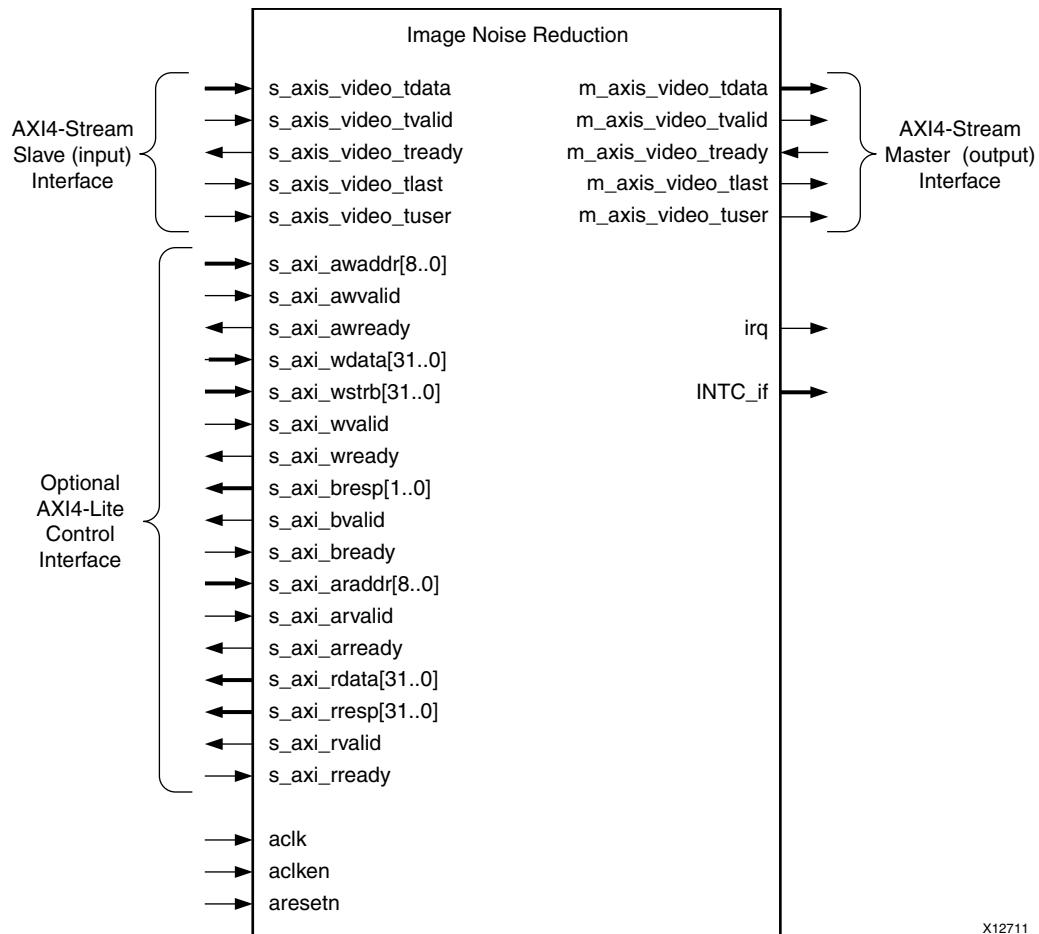 Image Noise Reduction
AXI4-Stream
Slave (input)
Interface
s_axis_video_tdata
s_axis_video_tvalid
s_axis_video_tready
s_axis_video_tlast
s_axis_video_tuser
m_axis_video_tdata
m_axis_video_tvalid
m_axis_video_tready
m_axis_video_tlast
m_axis_video_tuser
AXI4-Stream
Master (output)
Interface
Optional
AXI4-Lite
Control
Interface
s_axi_awaddr[8..0]
s_axi_awvalid
s_axi_awready
s_axi_wdata[31..0]
s_axi_wstrb[31..0]
s_axi_wvalid
s_axi_wready
s_axi_bresp[1..0]
s_axi_bvalid
s_axi_bready
s_axi_araddr[8..0]
s_axi_arvalid
s_axi_arready
s_axi_rdata[31..0]
s_axi_rresp[31..0]
s_axi_rvalid
s_axi_rready
irq
INTC_if
aclk
aclken
aresetn
X12711